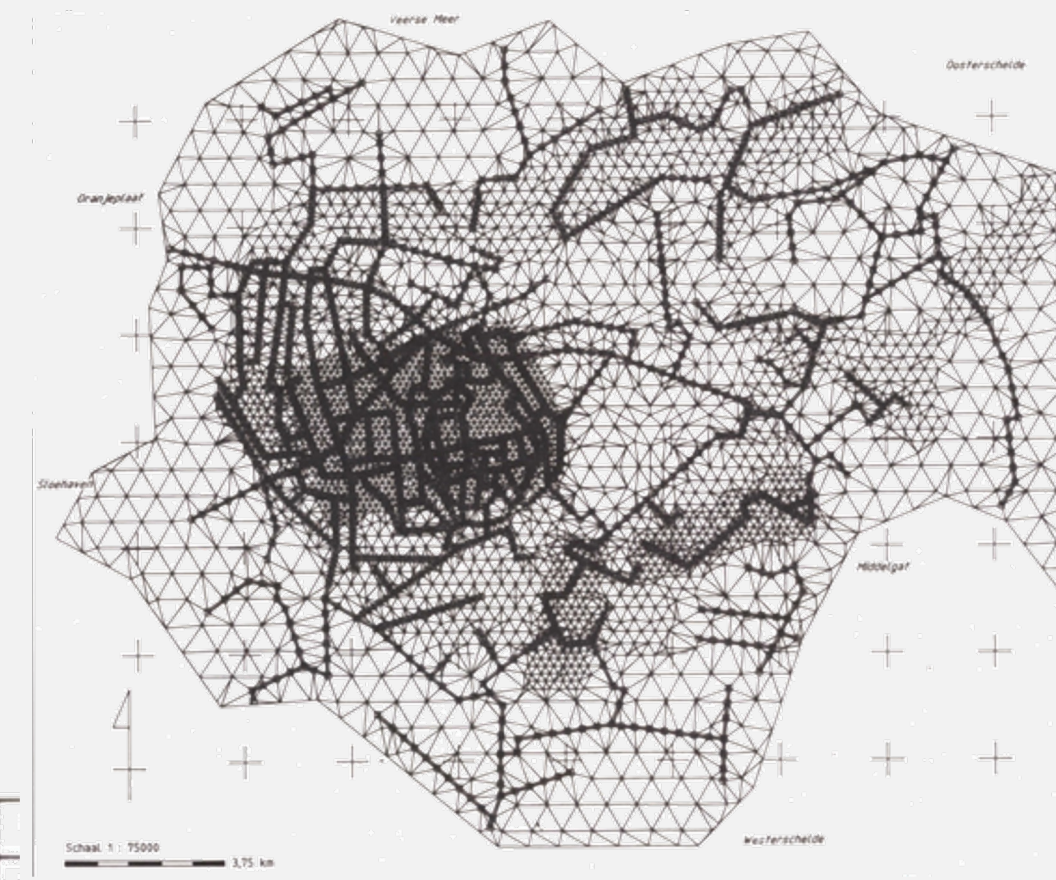 Veerse Meer
Oosterschelde
Oranjeplaat
Sloehaven
Middelgat
Westerschelde
Schaal 1 : 75000
3,75 km